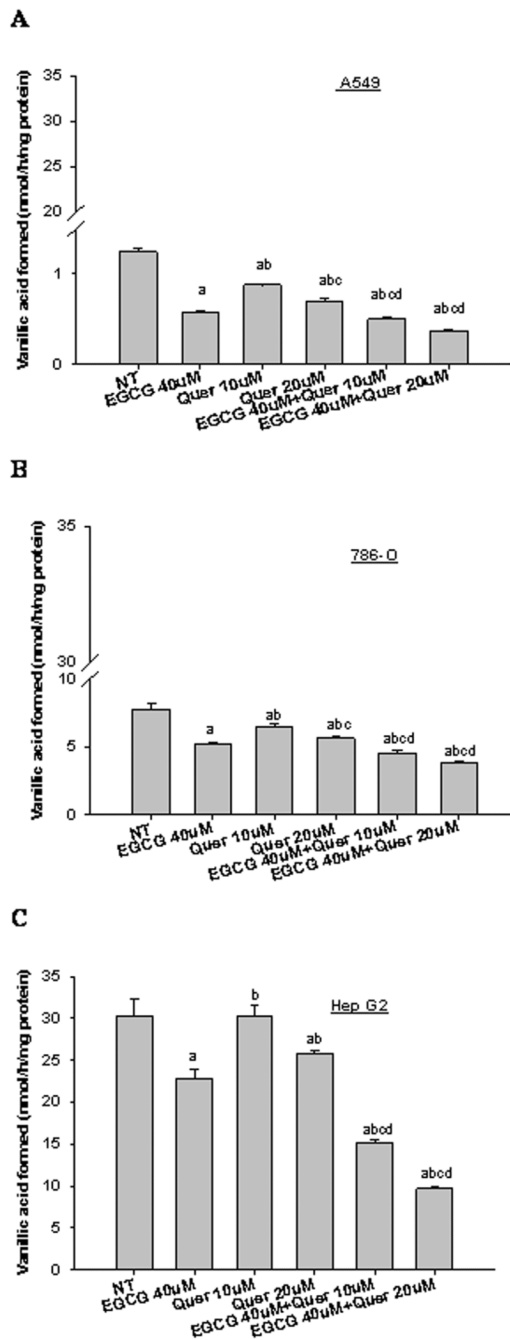 A
A549
Vanillic acid formed (nmol/h/mg protein)
35
30
25
20
1
0
a
ab
abc
abcd
abcd
NT
EGCG 40uM
Quer 10uM
Quer 20uM
EGCG 40uM+Quer 10uM
EGCG 40uM+Quer 20uM
B
786-O
Vanillic acid formed (nmol/h/mg protein)
35
30
10
5
0
a
ab
abc
abcd
abcd
NT
EGCG 40uM
Quer 10uM
Quer 20uM
EGCG 40uM+Quer 10uM
EGCG 40uM+Quer 20uM
C
Hep G2
Vanillic acid formed (nmol/h/mg protein)
35
30
25
20
15
10
5
0
a
b
ab
abcd
abcd
NT
EGCG 40uM
Quer 10uM
Quer 20uM
EGCG 40uM+Quer 10uM
EGCG 40uM+Quer 20uM